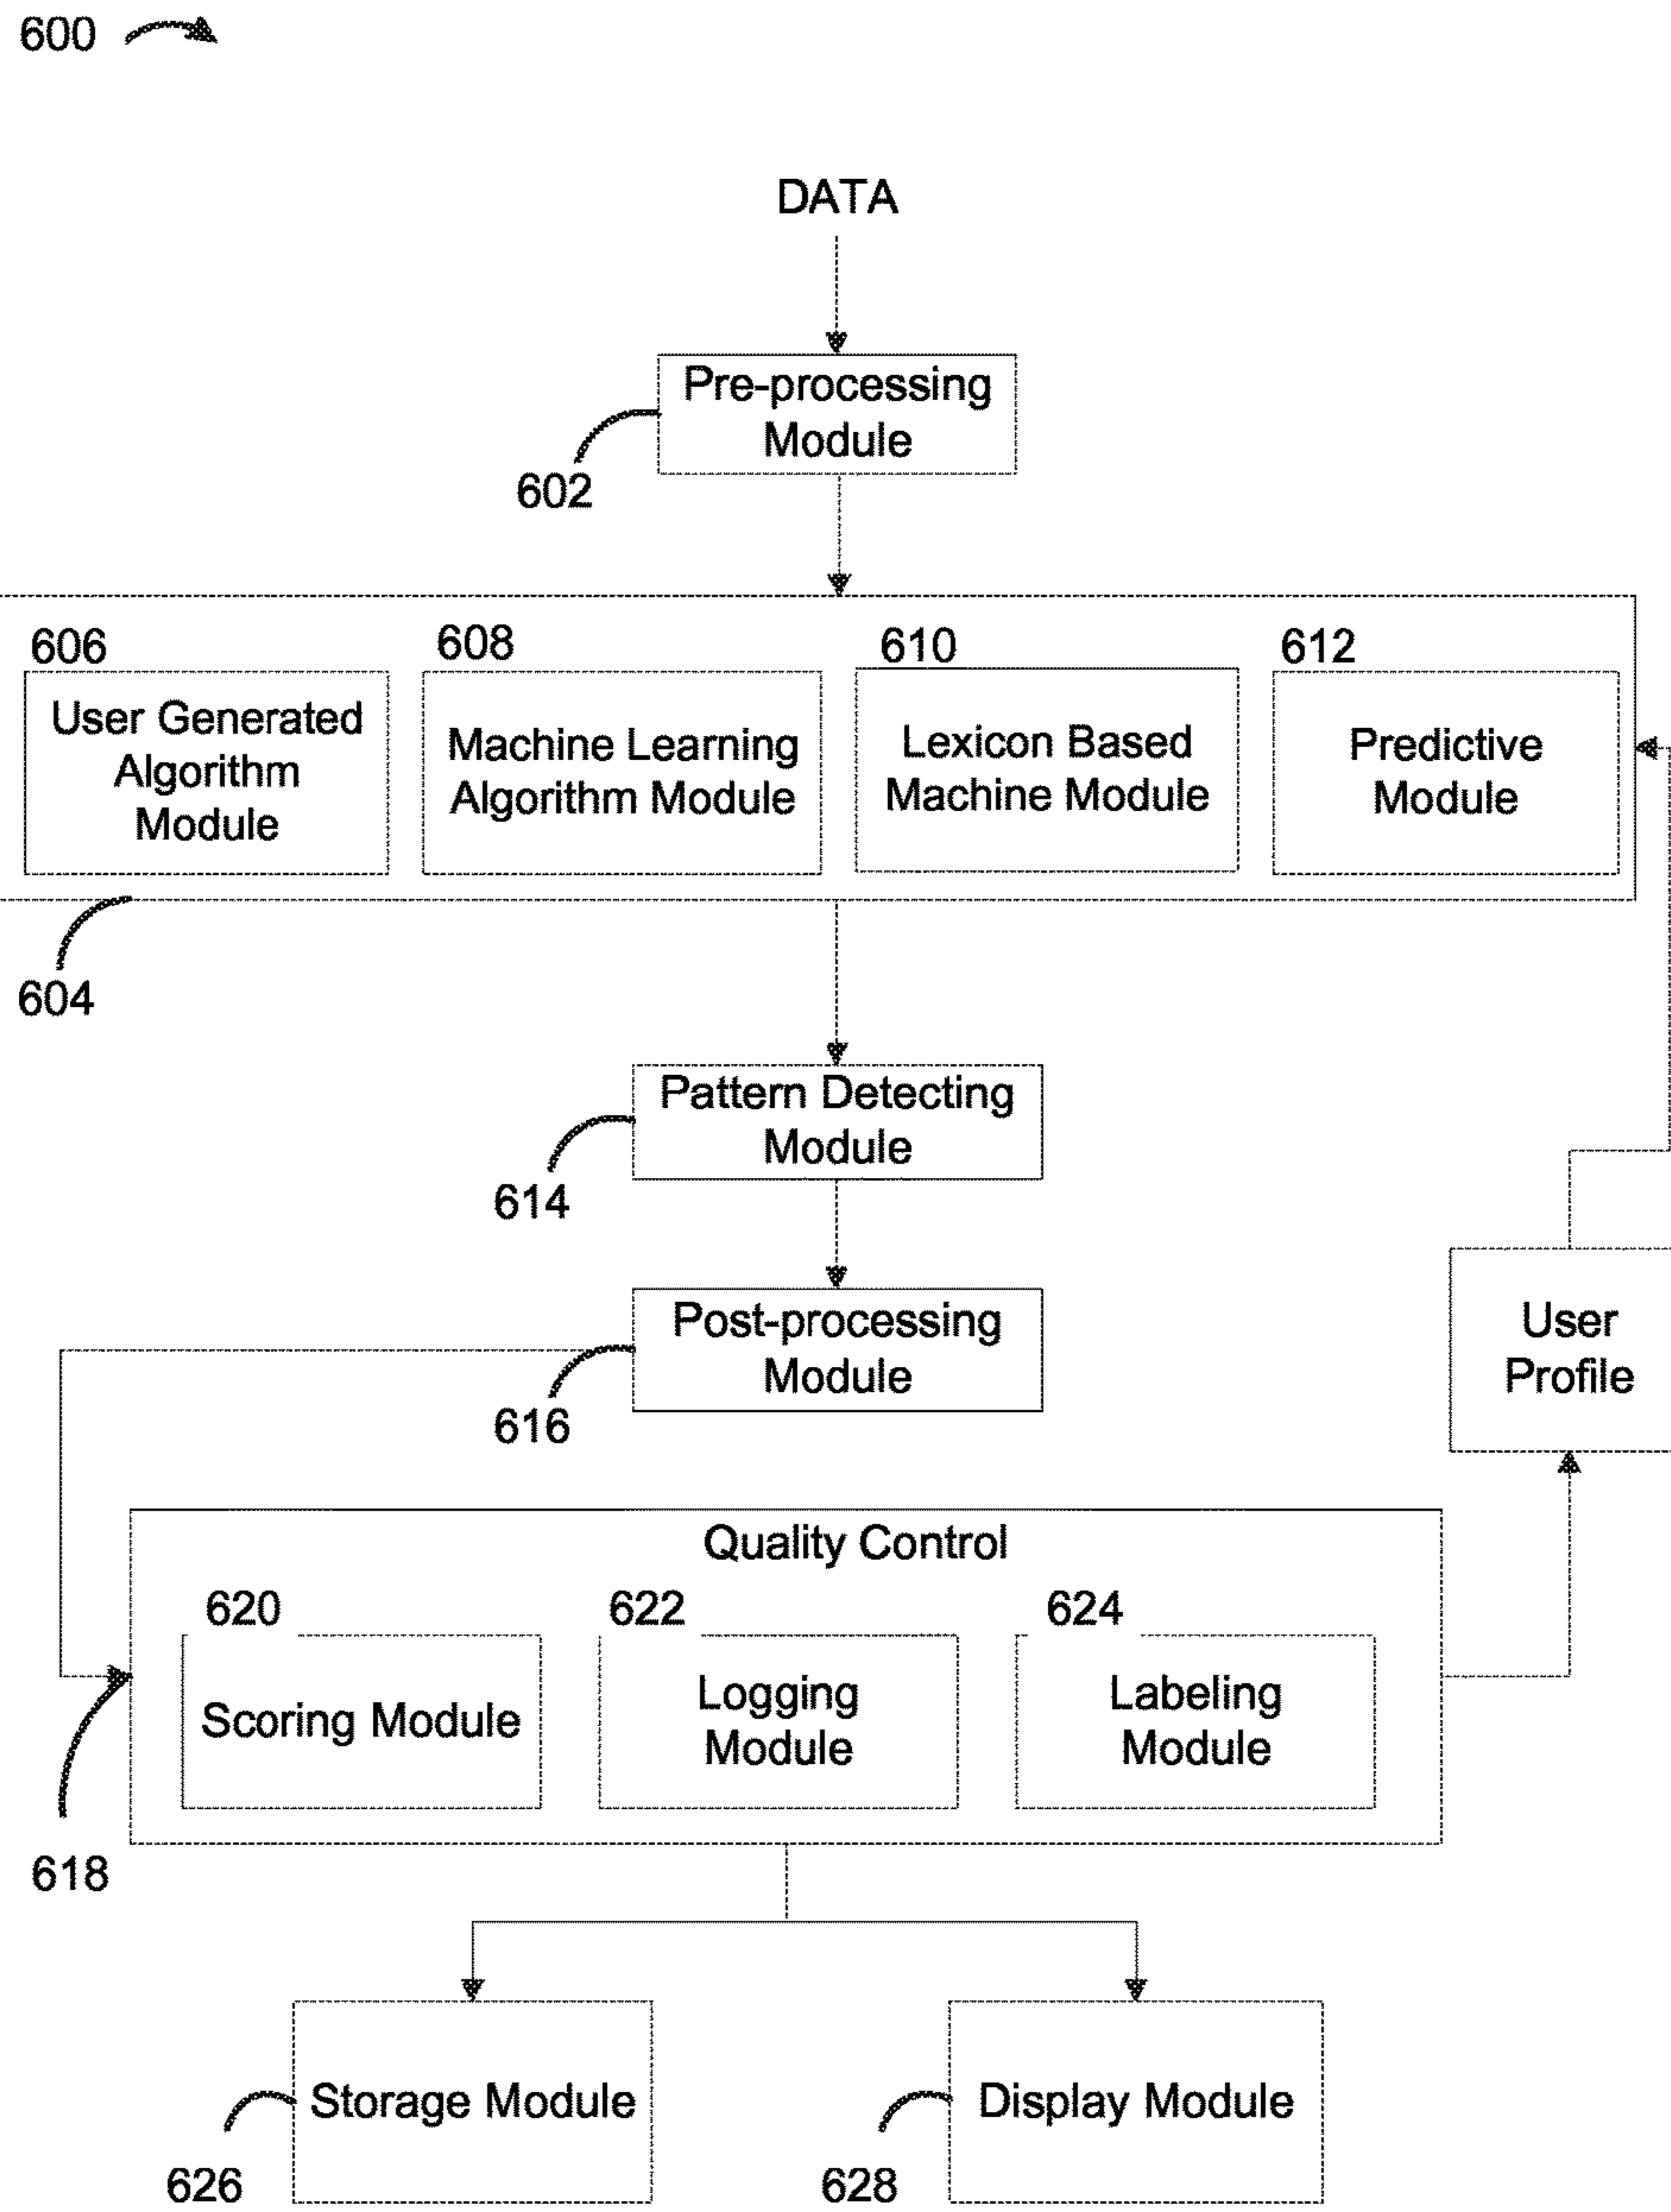 600
DATA
Pre-processing
Module
602
606
User Generated
Algorithm
Module
608
Machine Learning
Algorithm Module
610
Lexicon Based
Machine Module
612
Predictive
Module
604
Pattern Detecting
Module
614
Post-processing
Module
616
User
Profile
Quality Control
620
Scoring Module
622
Logging
Module
624
Labeling
Module
618
Storage Module
626
Display Module
628